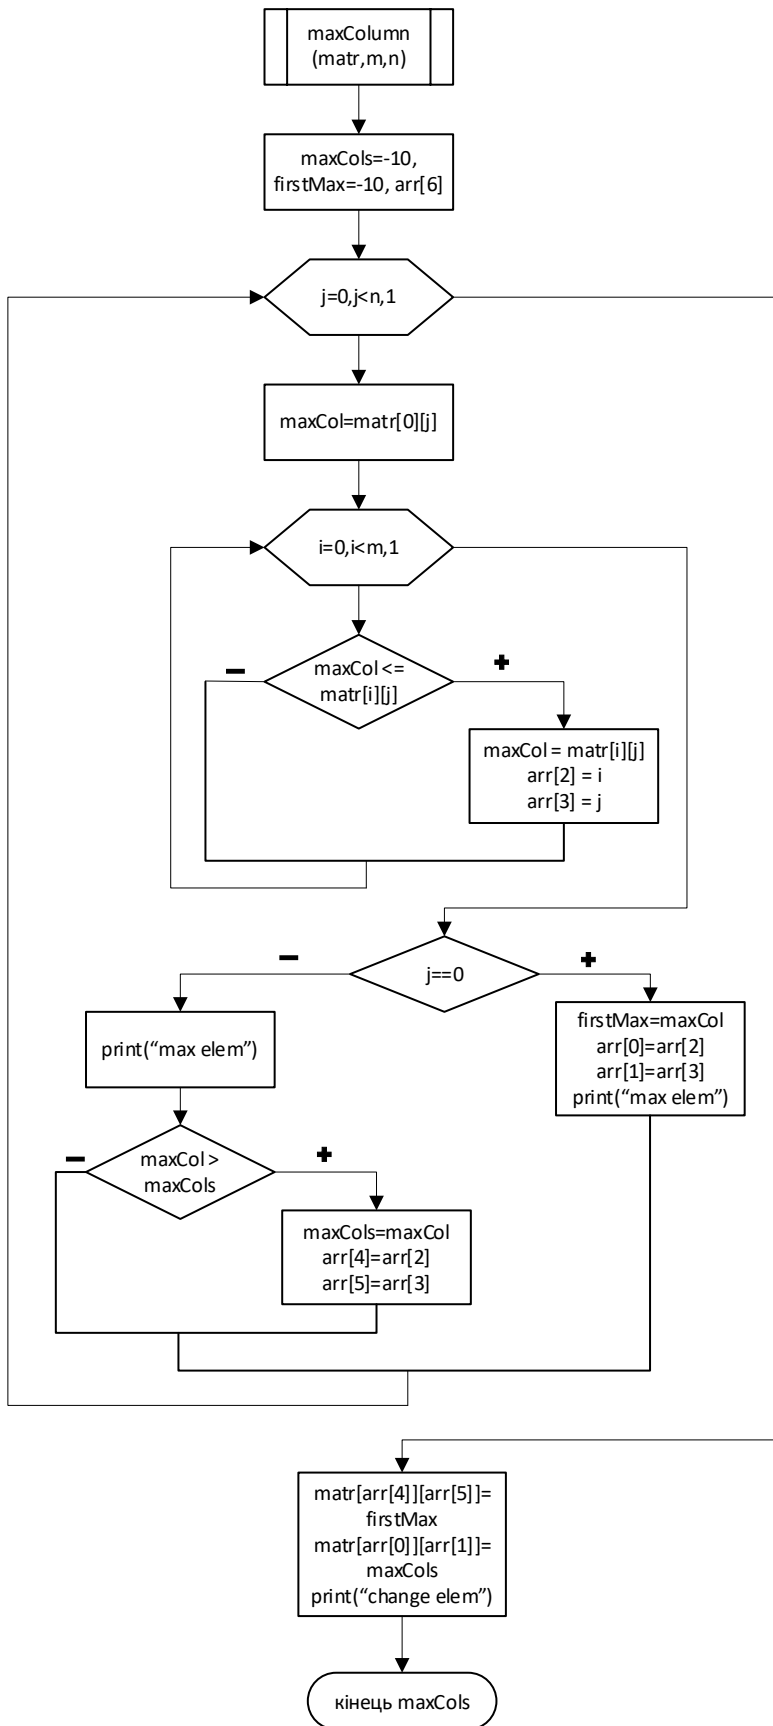 maxColumn
(matr,m,n)
maxCols=-10,
firstMax=-10, arr[6]
j=0,j<n,1
maxCol=matr[0][j]
i=0,i<m,1
maxCol <=
matr[i][j]
maxCol = matr[i][j]
arr[2] = i
arr[3] = j
j==0
print(“max elem”)
firstMax=maxCol
arr[0]=arr[2]
arr[1]=arr[3]
print(“max elem”)
maxCol >
maxCols
maxCols=maxCol
arr[4]=arr[2]
arr[5]=arr[3]
matr[arr[4]][arr[5]]=
firstMax
matr[arr[0]][arr[1]]=
maxCols
print(“change elem”)
кінець maxCols